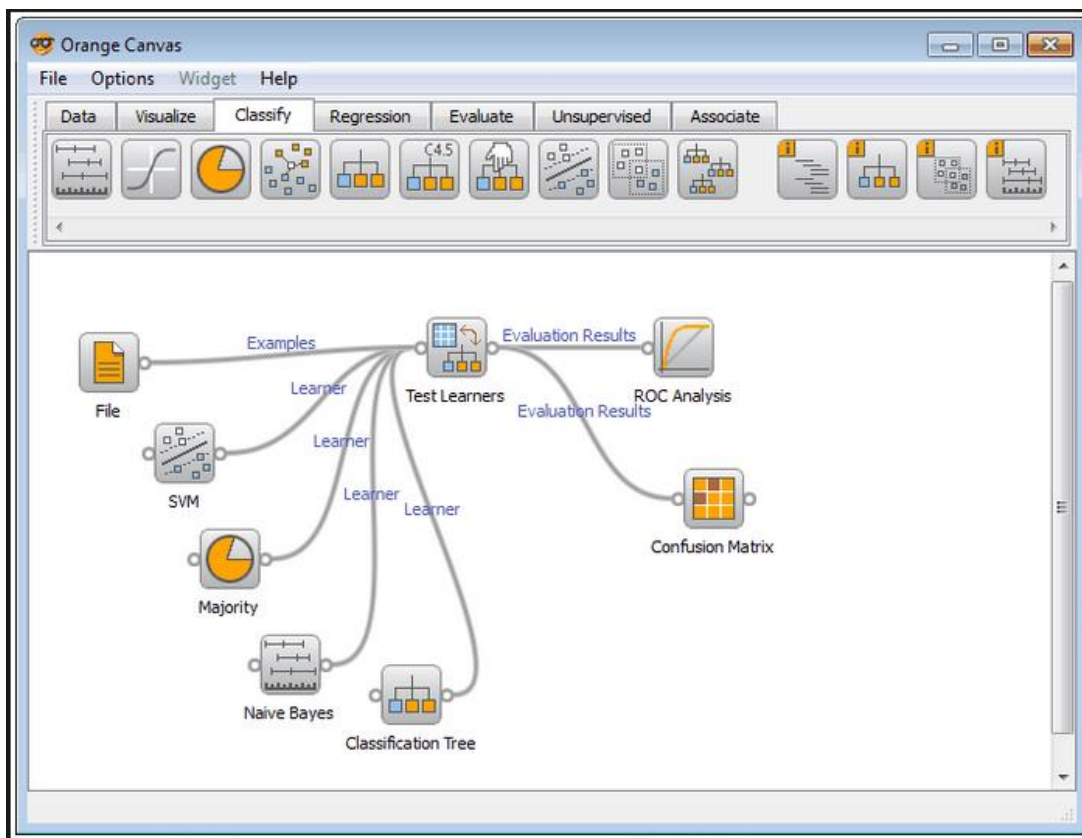 Orange Canvas
File Options Widget Help
Data Visualize Classify Regression Evaluate Unsupervised Associate
C4.5
i i i i
Examples
Evaluation Results
Learner
Test Learners
ROC Analysis
File
Evaluation Results
Learner
SVM
Learner
Learner
Confusion Matrix
Majority
Naive Bayes
Classification Tree